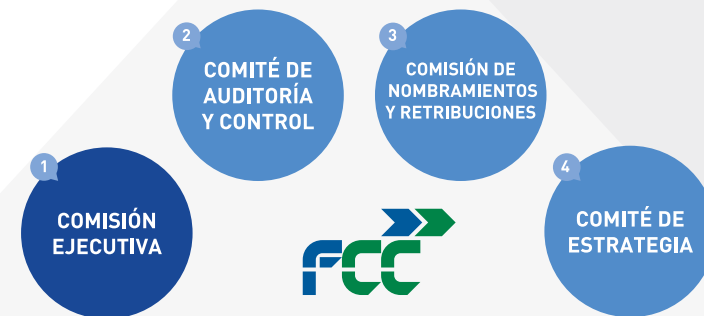 1
COMISIÓN
EJECUTIVA
2
COMITÉ DE
AUDITORÍA
Y CONTROL
3
COMISIÓN DE
NOMBRAMIENTOS
Y RETRIBUCIONES
4
COMITÉ DE
ESTRATEGIA
FCC